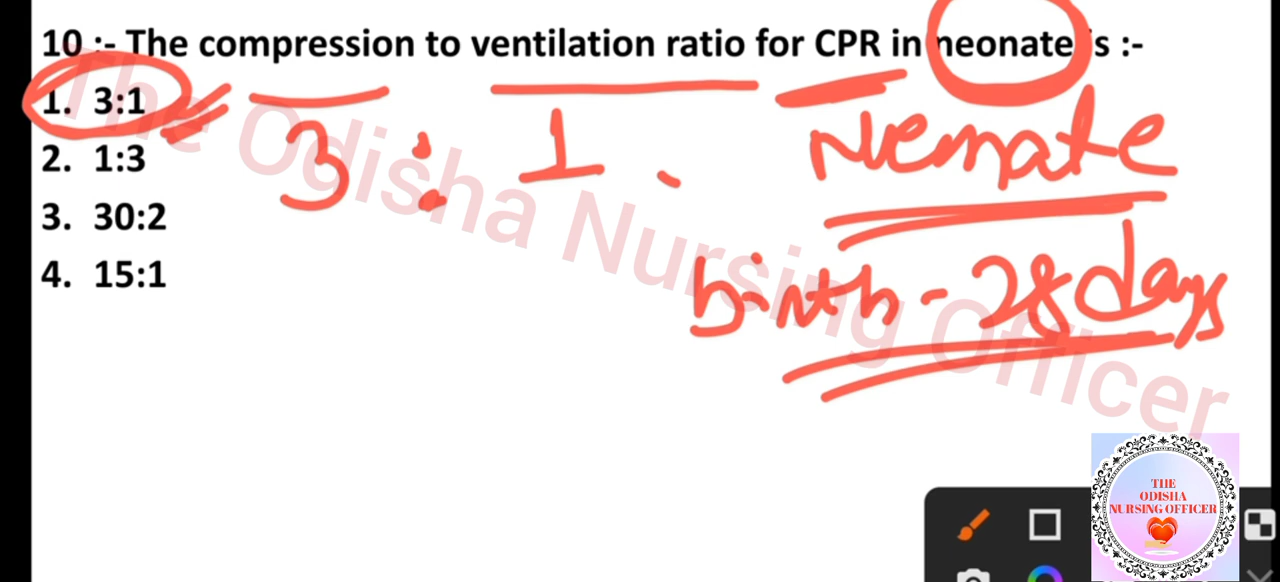 10 :- The compression to ventilation ratio for CPR in neonate is :-
1. 3:1
2. 1:3
3. 30:2
4. 15:1
3 : 1
Neonate
birth - 28 days
The Odisha Nursing Officer
THE
ODISHA
NURSING OFFICER